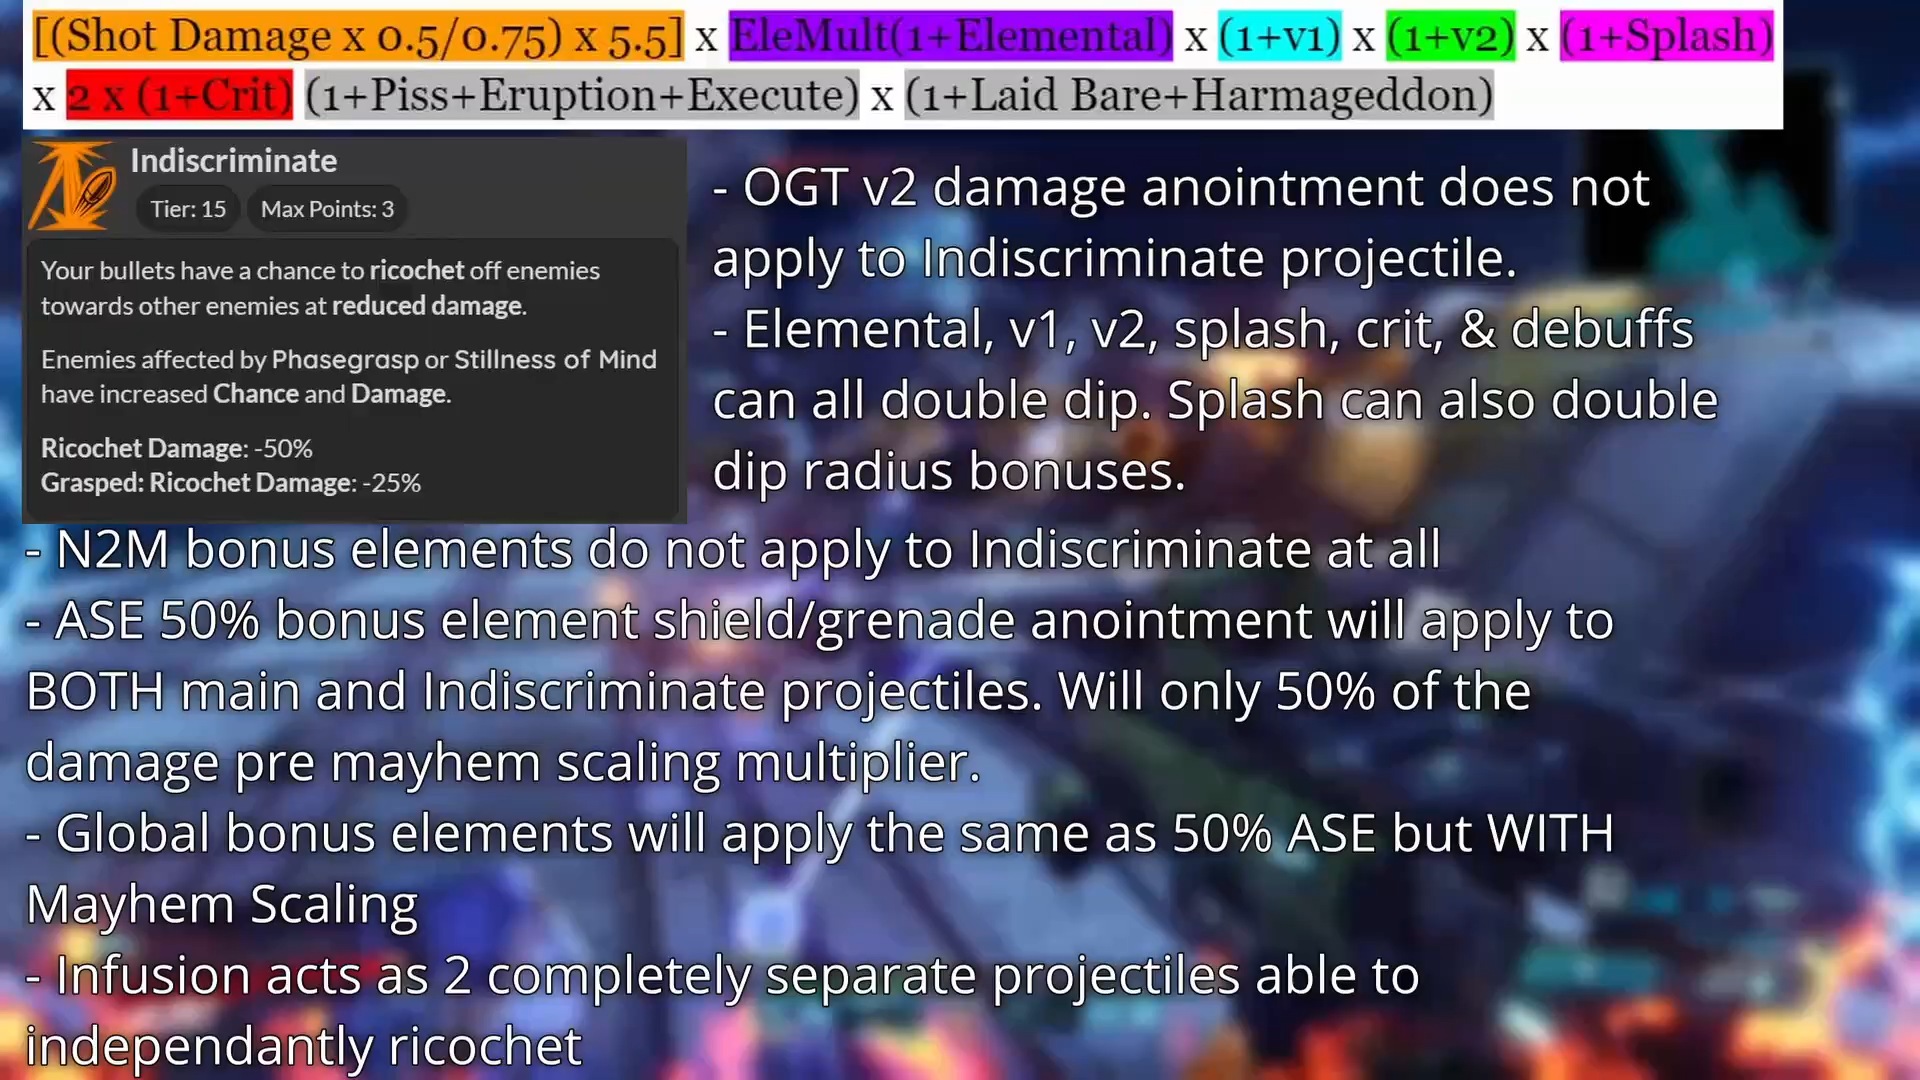 [(Shot Damage x 0.5/0.75) x 5.5] x EleMult(1+Elemental) x (1+v1) x (1+v2) x (1+Splash)
x 2 x (1+Crit) (1+Piss+Eruption+Execute) x (1+Laid Bare+Harmageddon)
Indiscriminate
Tier: 15 Max Points: 3
Your bullets have a chance to ricochet off enemies
towards other enemies at reduced damage.
Enemies affected by Phasegrasp or Stillness of Mind
have increased Chance and Damage.
Ricochet Damage: -50%
Grasped: Ricochet Damage: -25%
- OGT v2 damage anointment does not
apply to Indiscriminate projectile.
- Elemental, v1, v2, splash, crit, & debuffs
can all double dip. Splash can also double
dip radius bonuses.
- N2M bonus elements do not apply to Indiscriminate at all
- ASE 50% bonus element shield/grenade anointment will apply to
BOTH main and Indiscriminate projectiles. Will only 50% of the
damage pre mayhem scaling multiplier.
- Global bonus elements will apply the same as 50% ASE but WITH
Mayhem Scaling
- Infusion acts as 2 completely separate projectiles able to
independantly ricochet